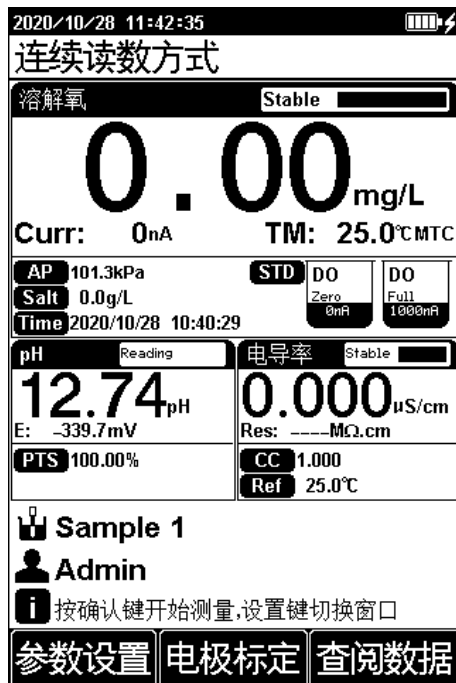 2020/10/28 11:42:35
连续读数方式
溶解氧 Stable
0.00 mg/L
Curr: 0nA TM: 25.0℃ MTC
AP 101.3kPa
Salt 0.0g/L
Time 2020/10/28 10:40:29
STD DO Zero 0nA DO Full 1000nA
pH Reading
12.74 pH
E: -339.7mV
PTS 100.00%
电导率 Stable
0.000 μS/cm
Res: ----MΩ.cm
CC 1.000
Ref 25.0℃
Sample 1
Admin
i 按确认键开始测量,设置键切换窗口
参数设置 电极标定 查阅数据